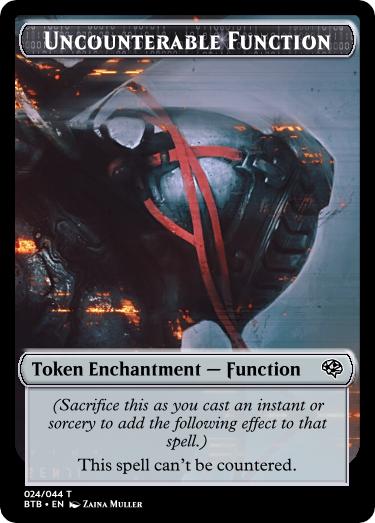 Uncounterable Function
Token Enchantment — Function
(Sacrifice this as you cast an instant or
sorcery to add the following effect to that
spell.)
This spell can't be countered.
024/044 T
BTB • EN Zaina Muller